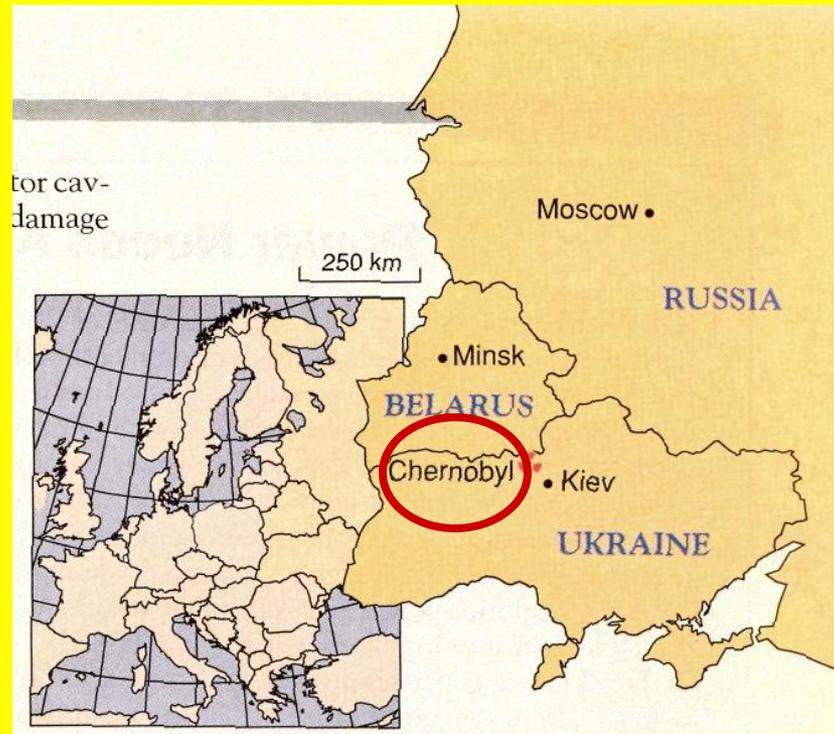 tor cav-
damage
250 km
Moscow
RUSSIA
Minsk
BELARUS
Chernobyl
Kiev
UKRAINE